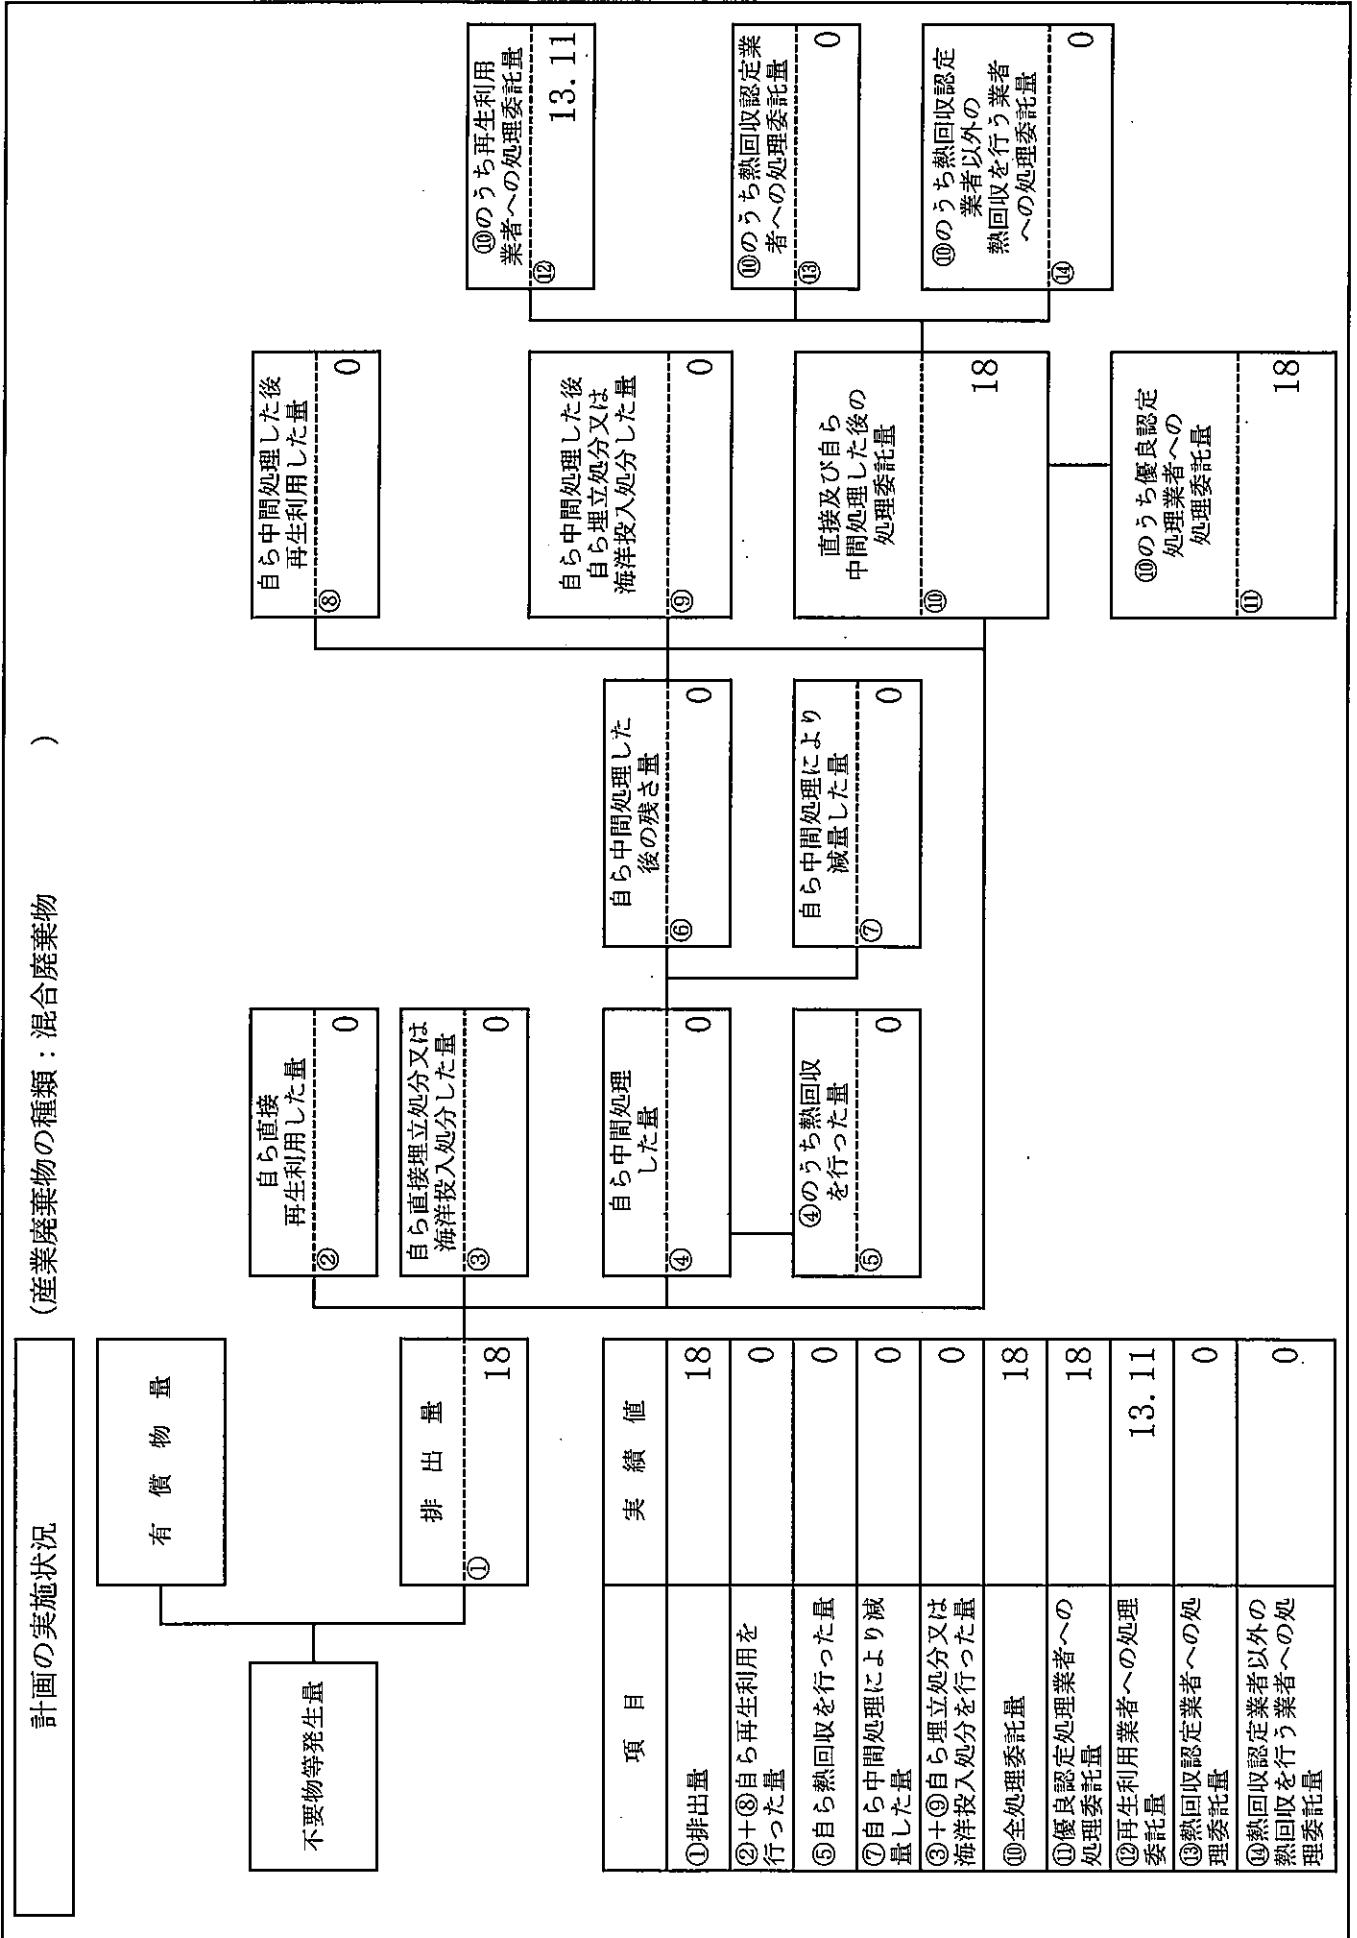 計画の実施状況
（産業廃棄物の種類：混合廃棄物　　　）
不要物等発生量
有償物量
排出量
① 18
自ら直接
再生利用した量
② 0
自ら直接埋立処分又は
海洋投入処分した量
③ 0
自ら中間処理
した量
④ 0
④のうち熱回収
を行った量
⑤ 0
自ら中間処理した
後の残さ量
⑥ 0
自ら中間処理により
減量した量
⑦ 0
自ら中間処理した後
再生利用した量
⑧ 0
自ら中間処理した後
自ら埋立処分又は
海洋投入処分した量
⑨ 0
直接及び自ら
中間処理した後の
処理委託量
⑩ 18
⑩のうち優良認定
処理業者への
処理委託量
⑪ 18
⑩のうち再生利用
業者への処理委託量
⑫ 13.11
⑩のうち熱回収認定業
者への処理委託量
⑬ 0
⑩のうち熱回収認定
業者以外の
熱回収を行う業者
への処理委託量
⑭ 0
項目 実績値
①排出量 18
②+⑧自ら再生利用を
行った量 0
⑤自ら熱回収を行った量 0
⑦自ら中間処理により減
量した量 0
③+⑨自ら埋立処分又は
海洋投入処分を行った量 0
⑩全処理委託量 18
⑪優良認定処理業者への
処理委託量 18
⑫再生利用業者への処理
委託量 13.11
⑬熱回収認定業者への処
理委託量 0
⑭熱回収認定業者以外の
熱回収を行う業者への処
理委託量 0